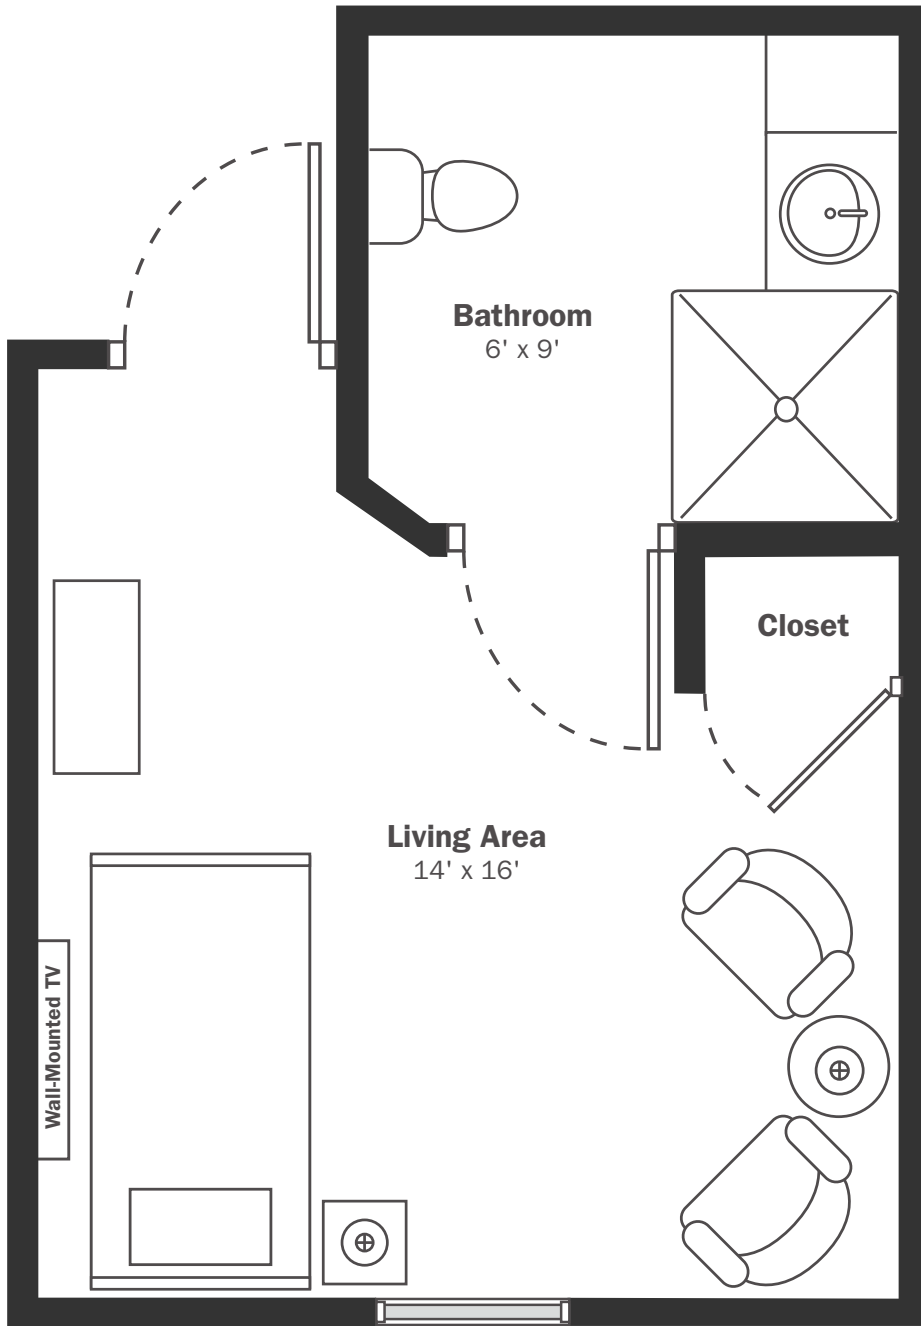 Bathroom
6' x 9'
Closet
Living Area
14' x 16'
Wall-Mounted TV